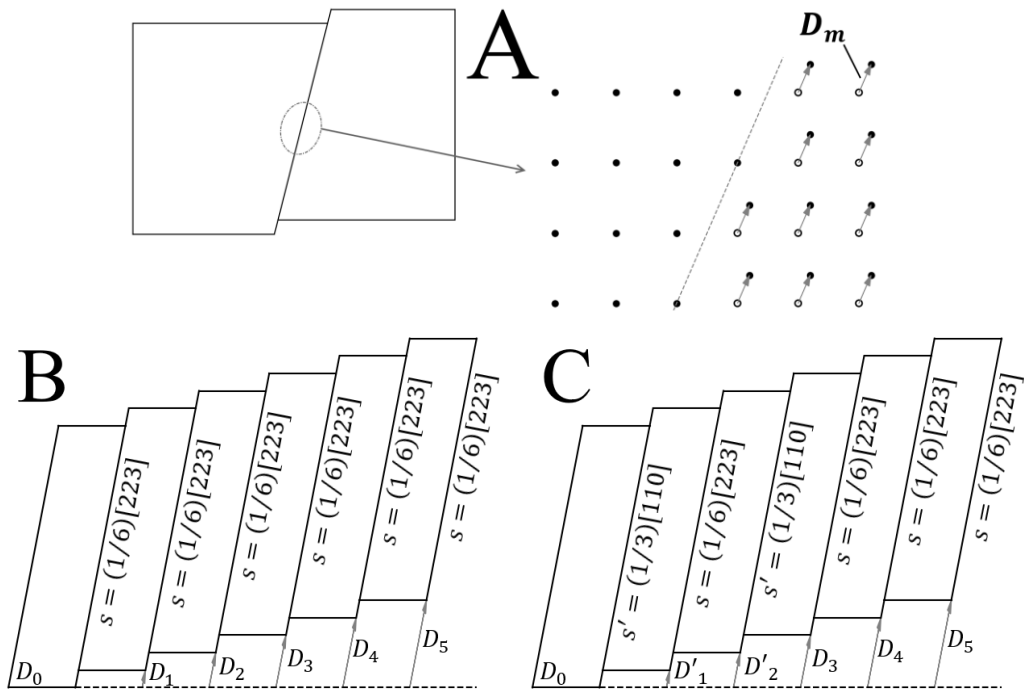 A
D_m
B
s = (1/6)[223]
s = (1/6)[223]
s = (1/6)[223]
s = (1/6)[223]
s = (1/6)[223]
s = (1/6)[223]
D_0
D_1
D_2
D_3
D_4
D_5
C
s' = (1/3)[110]
s = (1/6)[223]
s' = (1/3)[110]
s = (1/6)[223]
s = (1/6)[223]
s = (1/6)[223]
D_0
D'_1
D'_2
D_3
D_4
D_5